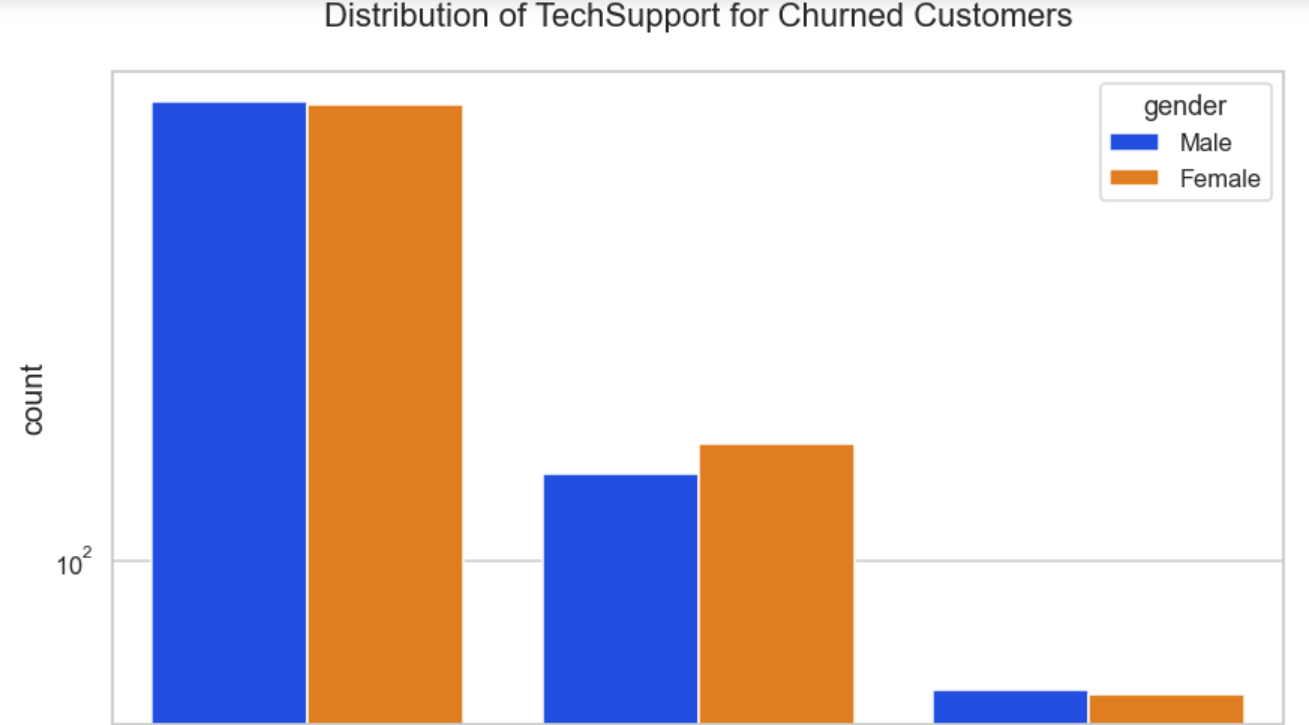 Distribution of TechSupport for Churned Customers
gender
Male
Female
count
10²